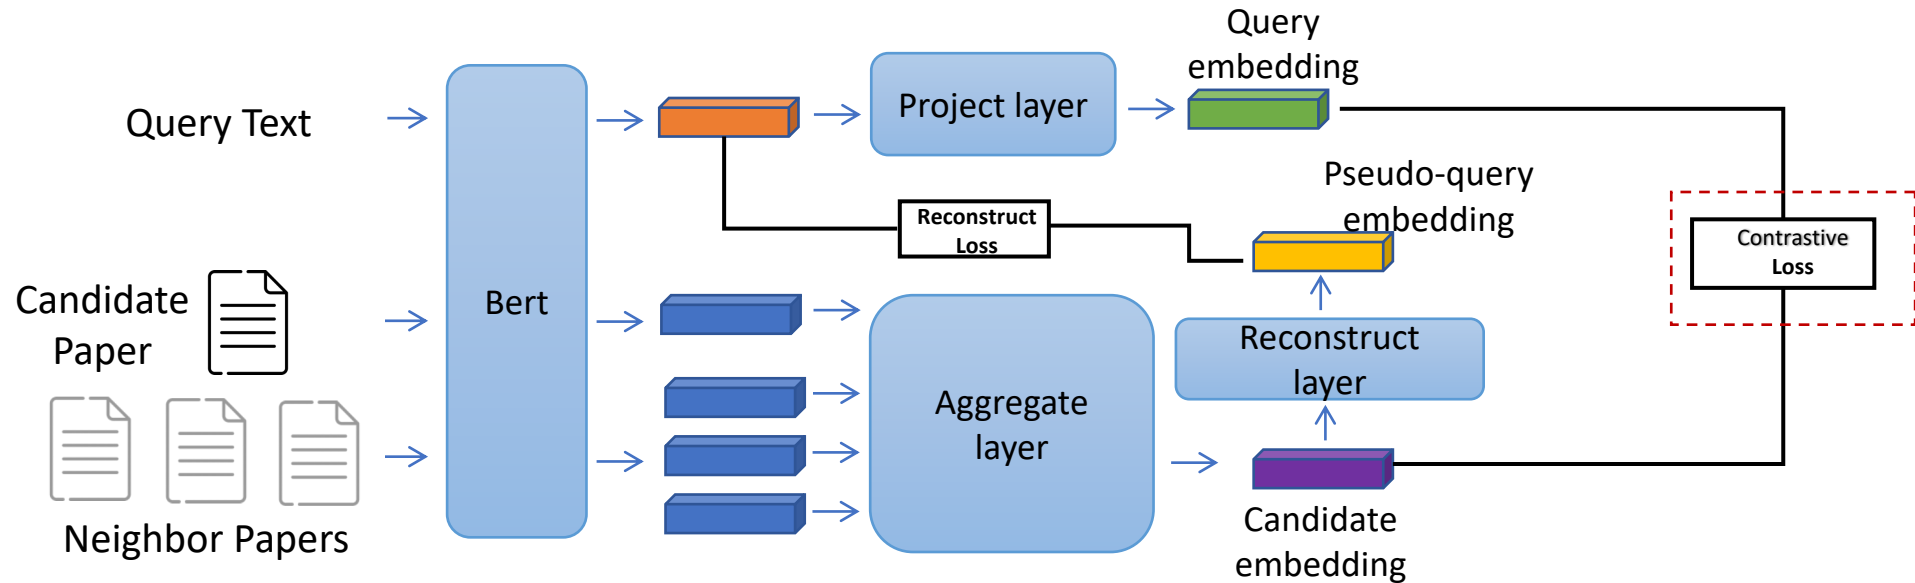 Query Text
Candidate
Paper
Neighbor Papers
Bert
Project layer
Query
embedding
Reconstruct
Loss
Pseudo-query
embedding
Aggregate
layer
Reconstruct
layer
Candidate
embedding
Contrastive
Loss